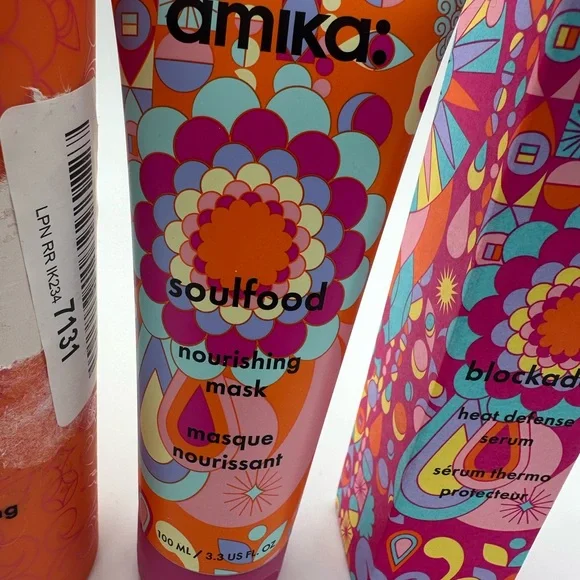 amika:
soulfood
nourishing
mask
masque
nourissant
100 ML / 3.3 US FL. OZ
LPN RR IK234 7131
heat defense
serum
sérum thermo
protecteur